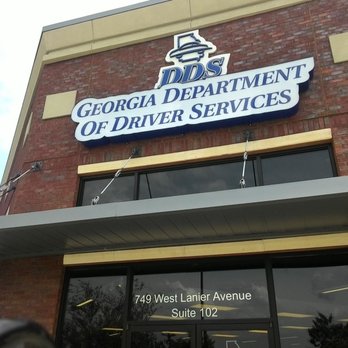 DDS
GEORGIA DEPARTMENT
OF DRIVER SERVICES
749 West Lanier Avenue
Suite 102